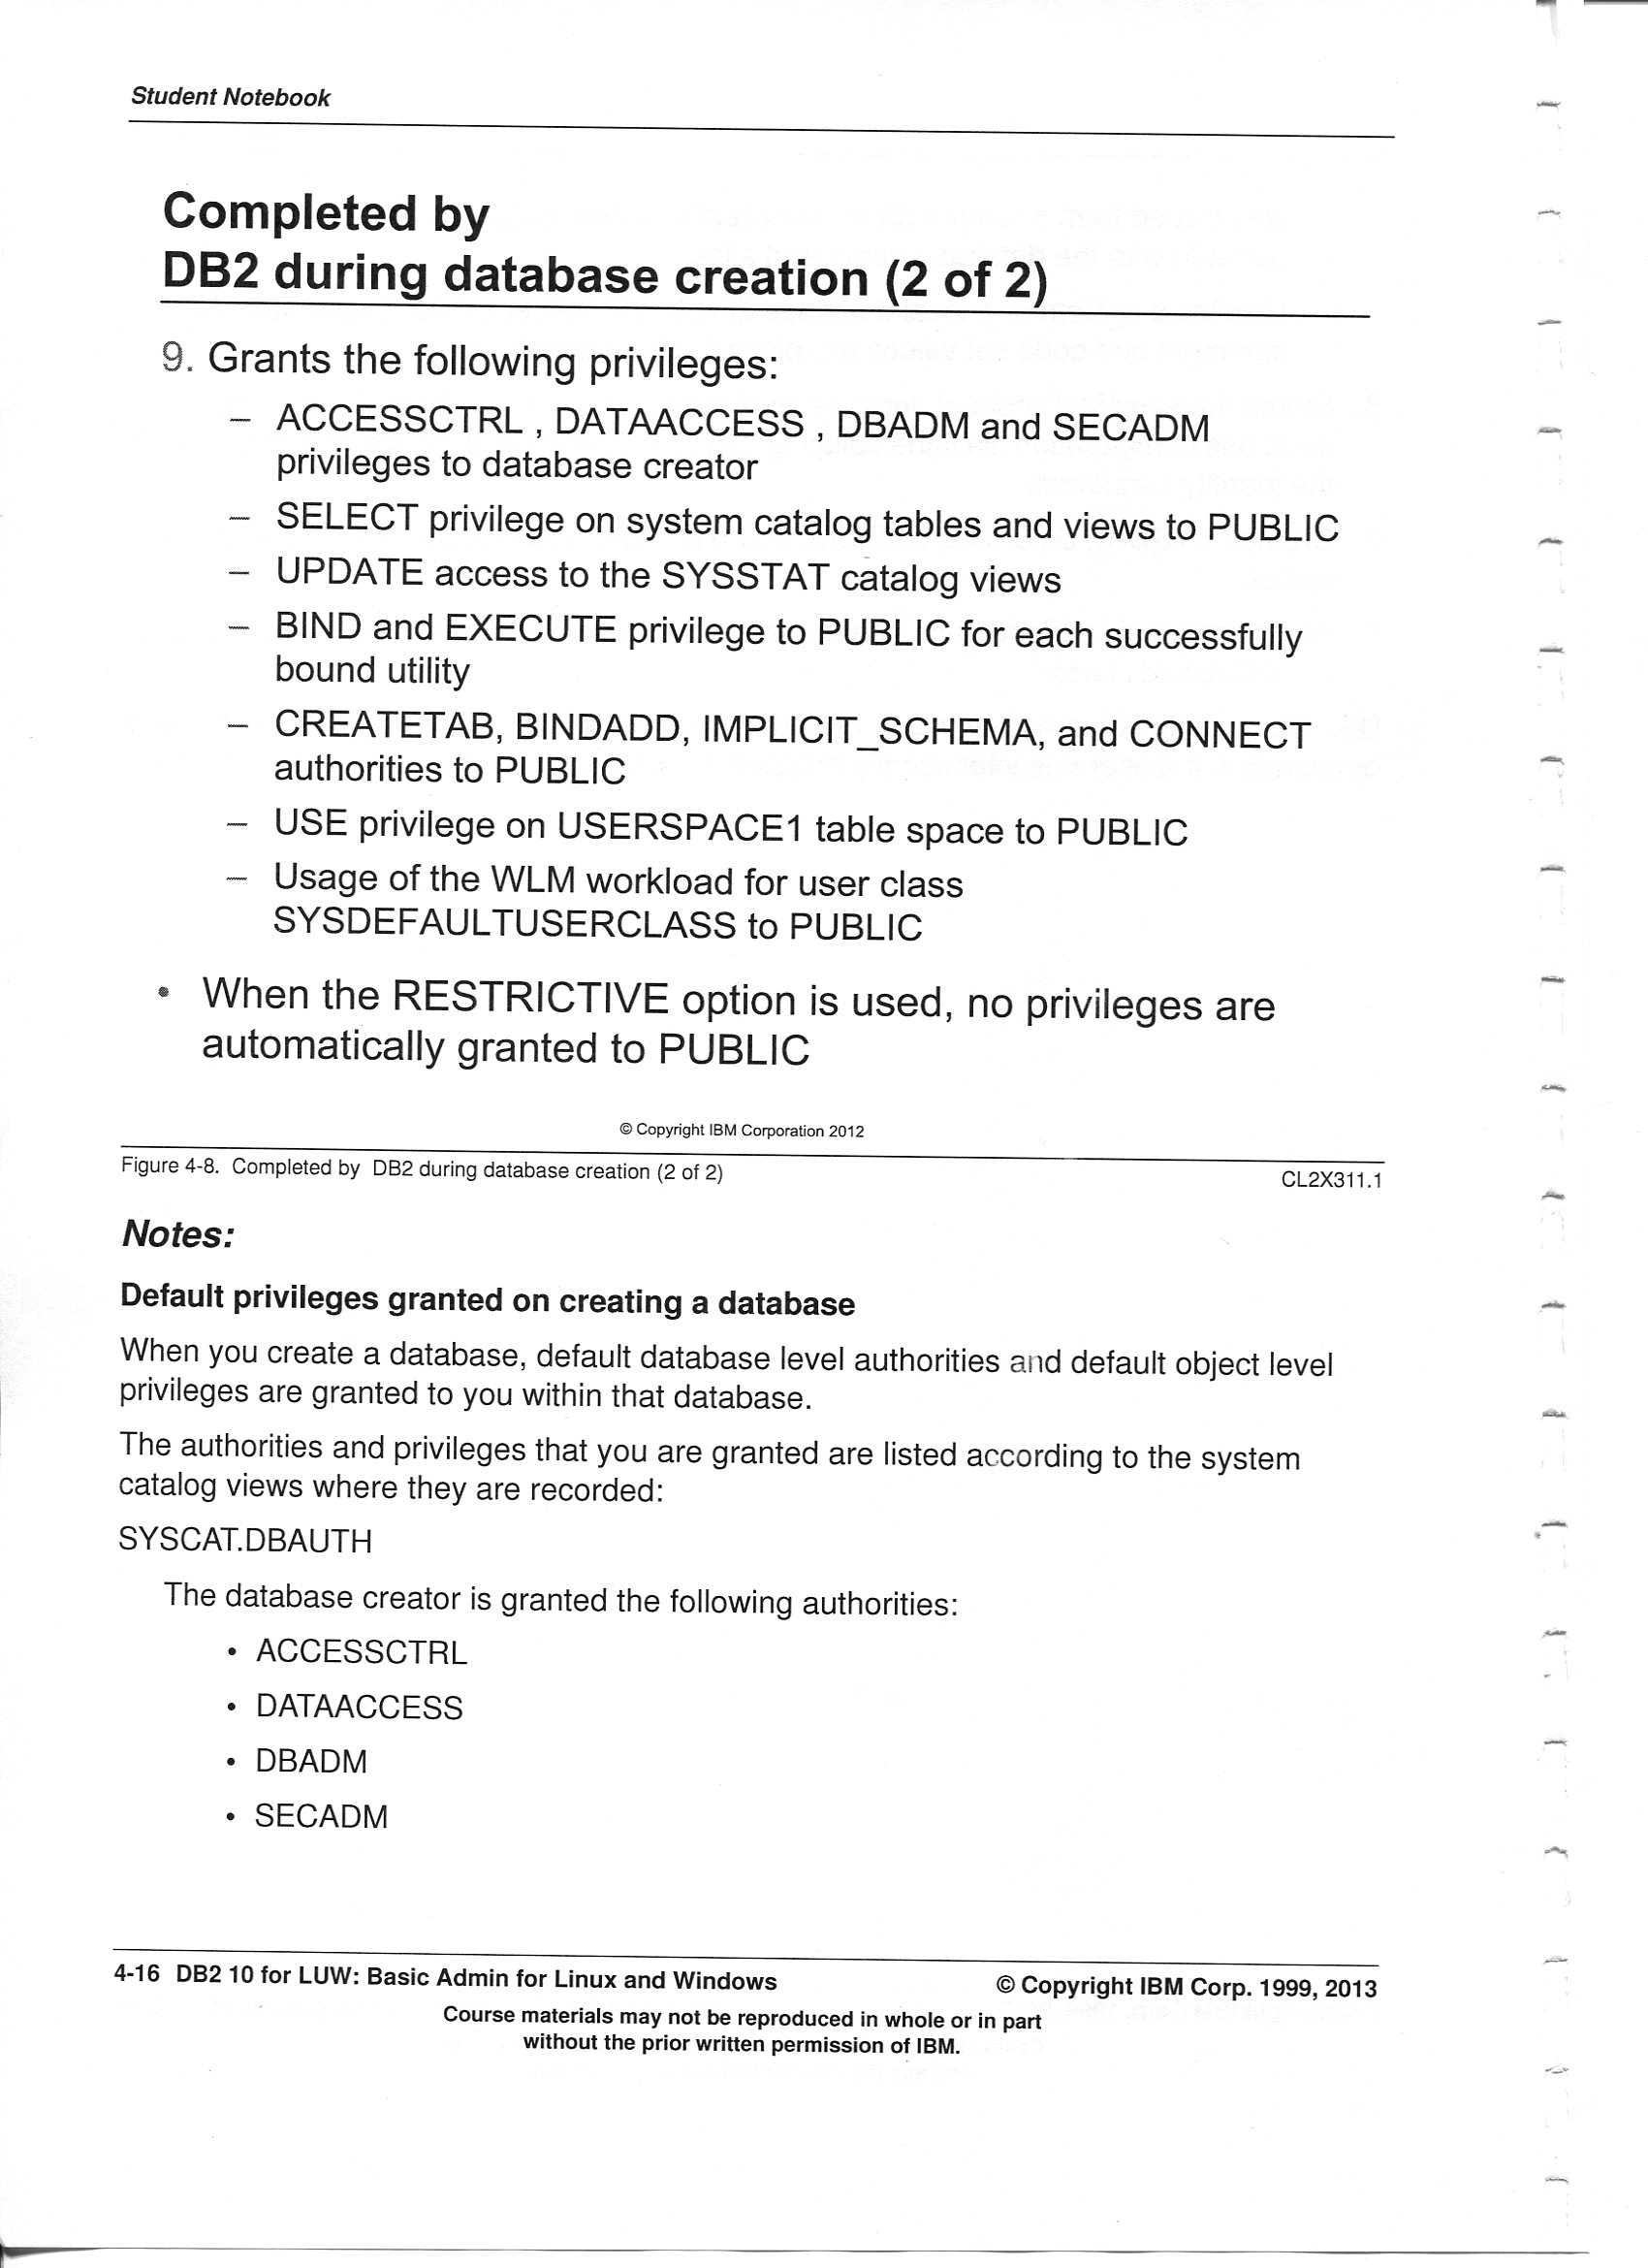 Student Notebook
Completed by
DB2 during database creation (2 of 2)
9. Grants the following privileges:
– ACCESSCTRL , DATAACCESS , DBADM and SECADM
privileges to database creator
– SELECT privilege on system catalog tables and views to PUBLIC
– UPDATE access to the SYSSTAT catalog views
– BIND and EXECUTE privilege to PUBLIC for each successfully
bound utility
– CREATETAB, BINDADD, IMPLICIT_SCHEMA, and CONNECT
authorities to PUBLIC
– USE privilege on USERSPACE1 table space to PUBLIC
– Usage of the WLM workload for user class
SYSDEFAULTUSERCLASS to PUBLIC
• When the RESTRICTIVE option is used, no privileges are
automatically granted to PUBLIC
© Copyright IBM Corporation 2012
Figure 4-8. Completed by DB2 during database creation (2 of 2)
CL2X311.1
Notes:
Default privileges granted on creating a database
When you create a database, default database level authorities and default object level
privileges are granted to you within that database.
The authorities and privileges that you are granted are listed according to the system
catalog views where they are recorded:
SYSCAT.DBAUTH
The database creator is granted the following authorities:
• ACCESSCTRL
• DATAACCESS
• DBADM
• SECADM
4-16 DB2 10 for LUW: Basic Admin for Linux and Windows
© Copyright IBM Corp. 1999, 2013
Course materials may not be reproduced in whole or in part
without the prior written permission of IBM.